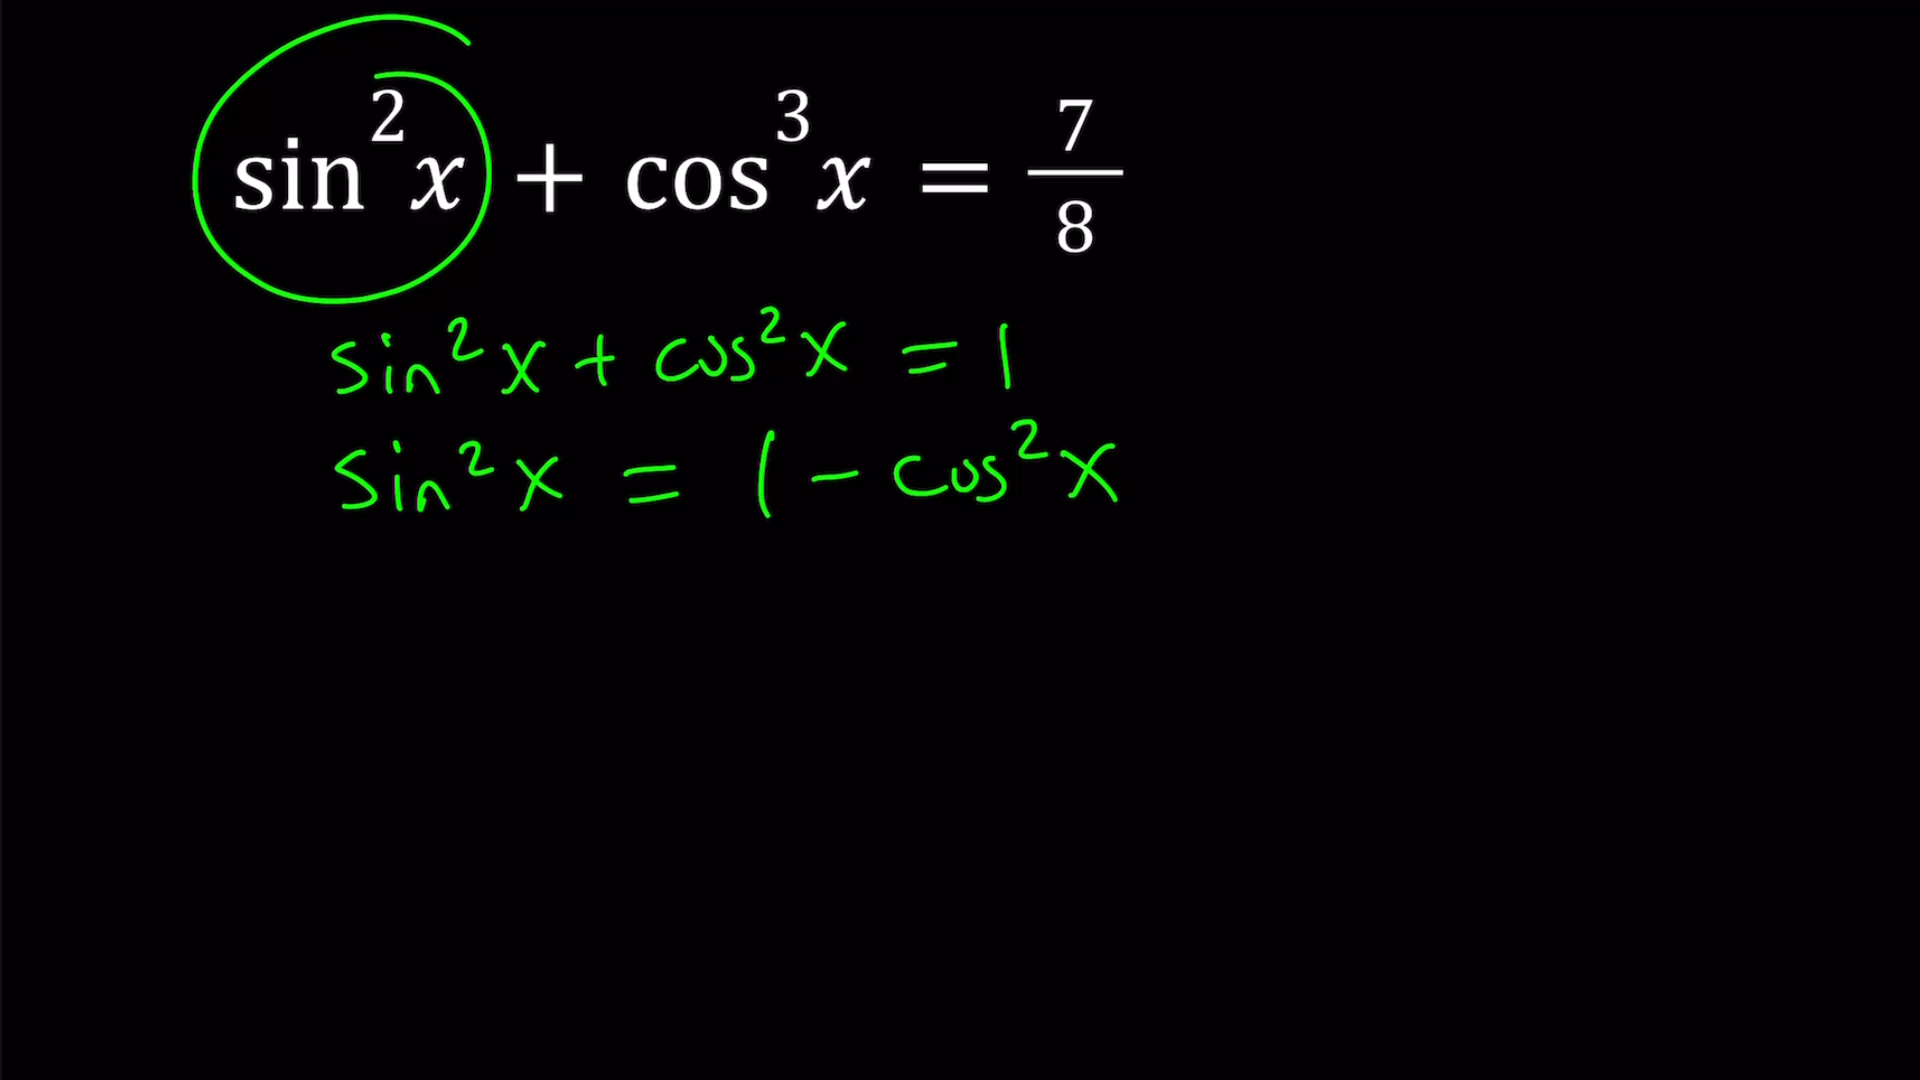 sin²x + cos³x = 7/8
sin²x + cos²x = 1
sin²x = 1 - cos²x